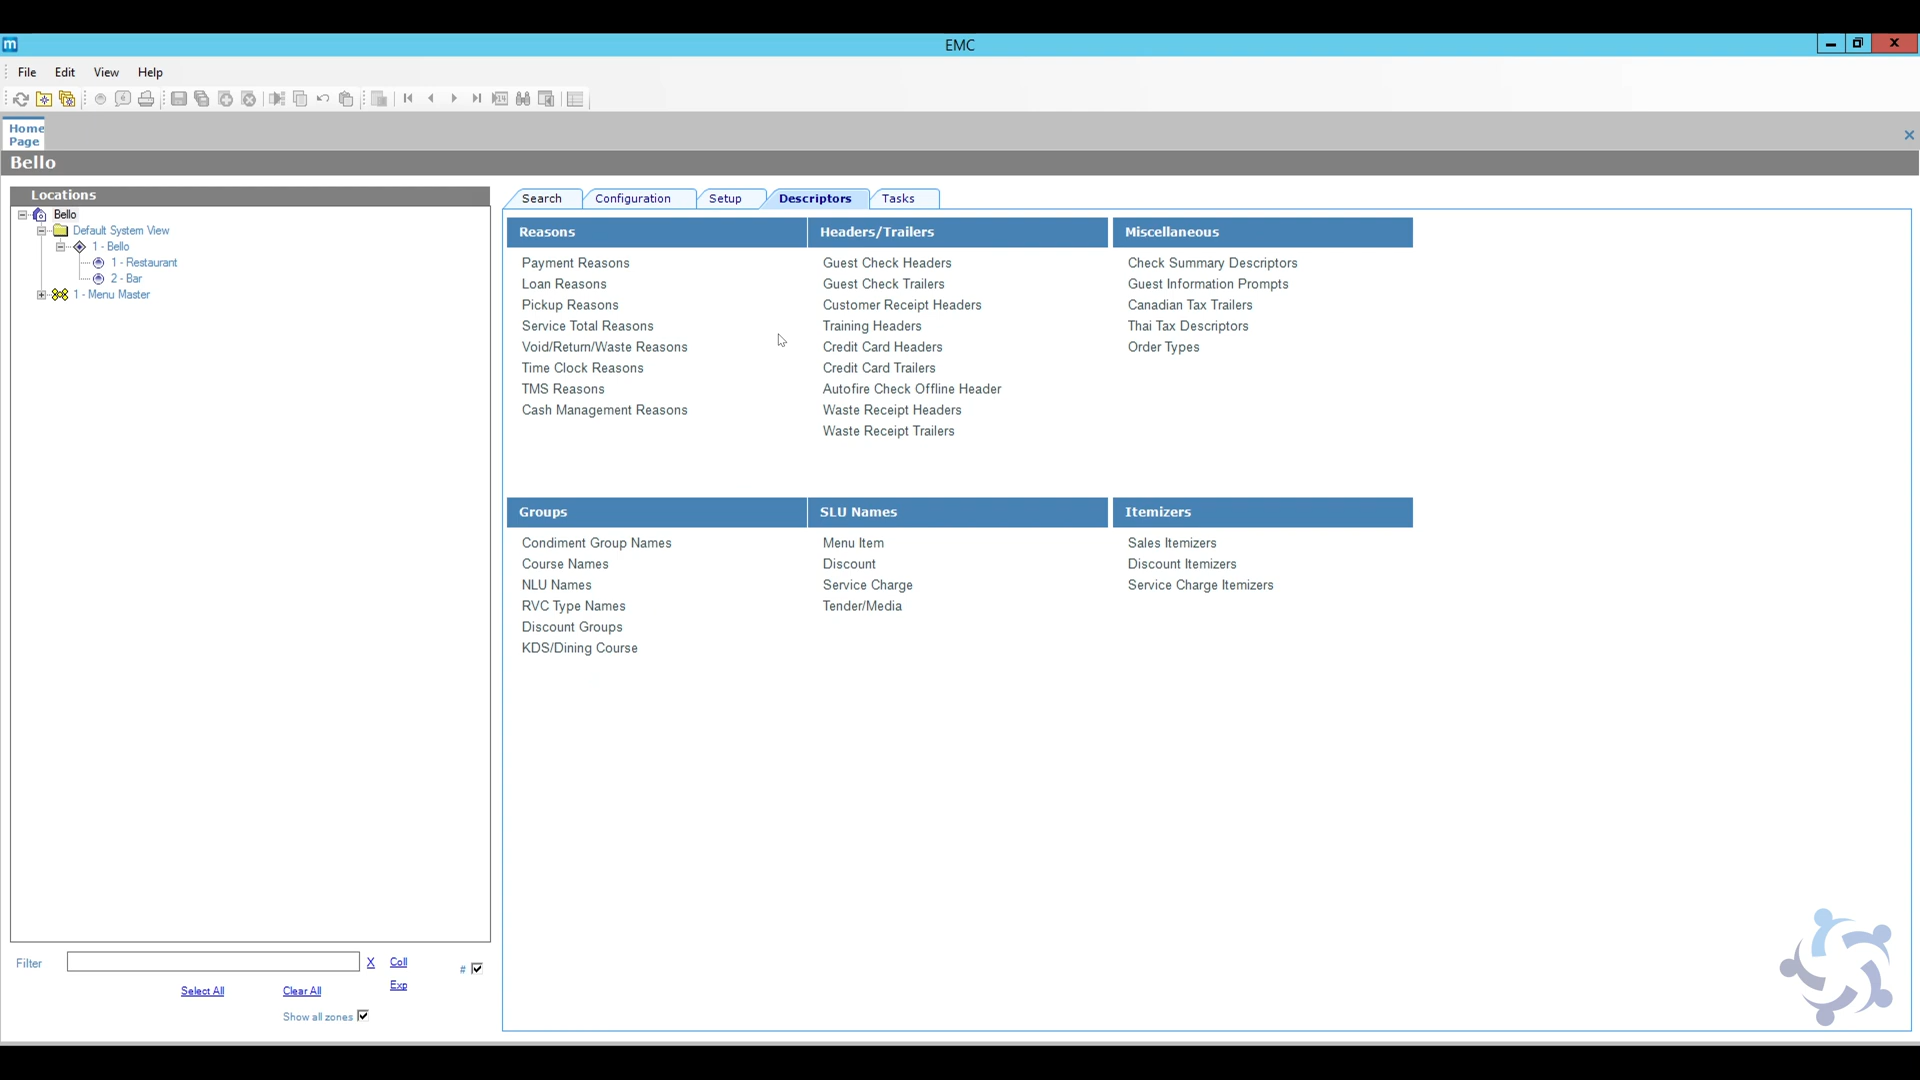 EMC
File Edit View Help
Home
Page
Bello
Locations
Bello
Default System View
1 - Bello
1 - Restaurant
2 - Bar
1 - Menu Master
Filter
X Coll
#
Exp
Select All Clear All
Show all zones
Search Configuration Setup Descriptors Tasks
Reasons
Payment Reasons
Loan Reasons
Pickup Reasons
Service Total Reasons
Void/Return/Waste Reasons
Time Clock Reasons
TMS Reasons
Cash Management Reasons
Headers/Trailers
Guest Check Headers
Guest Check Trailers
Customer Receipt Headers
Training Headers
Credit Card Headers
Credit Card Trailers
Autofire Check Offline Header
Waste Receipt Headers
Waste Receipt Trailers
Miscellaneous
Check Summary Descriptors
Guest Information Prompts
Canadian Tax Trailers
Thai Tax Descriptors
Order Types
Groups
Condiment Group Names
Course Names
NLU Names
RVC Type Names
Discount Groups
KDS/Dining Course
SLU Names
Menu Item
Discount
Service Charge
Tender/Media
Itemizers
Sales Itemizers
Discount Itemizers
Service Charge Itemizers